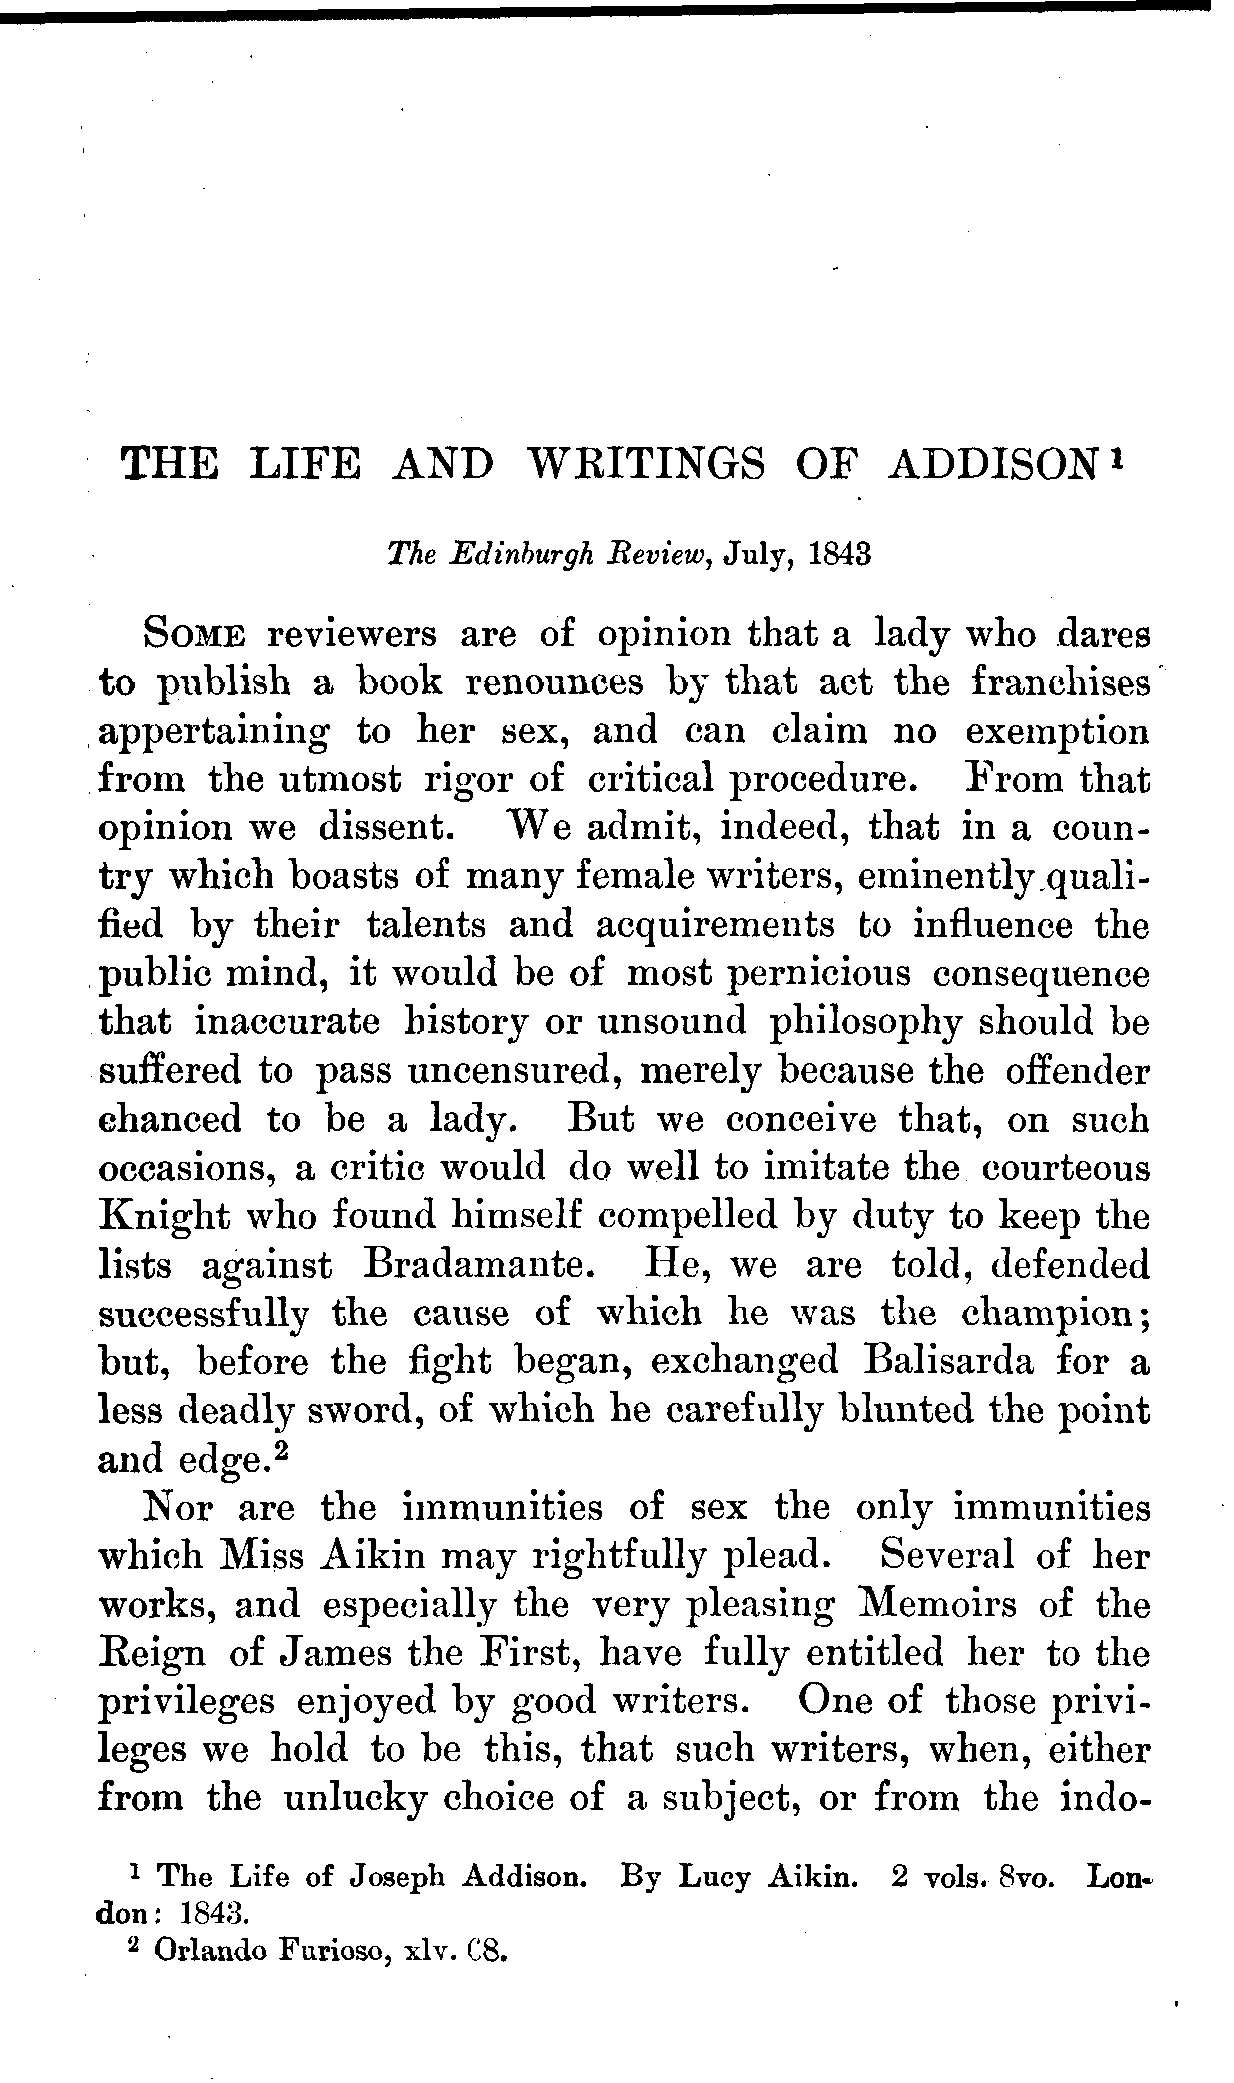 THE LIFE AND WRITINGS OF ADDISON¹
The Edinburgh Review, July, 1843
SOME reviewers are of opinion that a lady who dares
to publish a book renounces by that act the franchises
appertaining to her sex, and can claim no exemption
from the utmost rigor of critical procedure. From that
opinion we dissent. We admit, indeed, that in a coun-
try which boasts of many female writers, eminently quali-
fied by their talents and acquirements to influence the
public mind, it would be of most pernicious consequence
that inaccurate history or unsound philosophy should be
suffered to pass uncensured, merely because the offender
chanced to be a lady. But we conceive that, on such
occasions, a critic would do well to imitate the courteous
Knight who found himself compelled by duty to keep the
lists against Bradamante. He, we are told, defended
successfully the cause of which he was the champion;
but, before the fight began, exchanged Balisarda for a
less deadly sword, of which he carefully blunted the point
and edge.²
Nor are the immunities of sex the only immunities
which Miss Aikin may rightfully plead. Several of her
works, and especially the very pleasing Memoirs of the
Reign of James the First, have fully entitled her to the
privileges enjoyed by good writers. One of those privi-
leges we hold to be this, that such writers, when, either
from the unlucky choice of a subject, or from the indo-
¹ The Life of Joseph Addison. By Lucy Aikin. 2 vols. 8vo. Lon-
don: 1843.
² Orlando Furioso, xlv. 68.